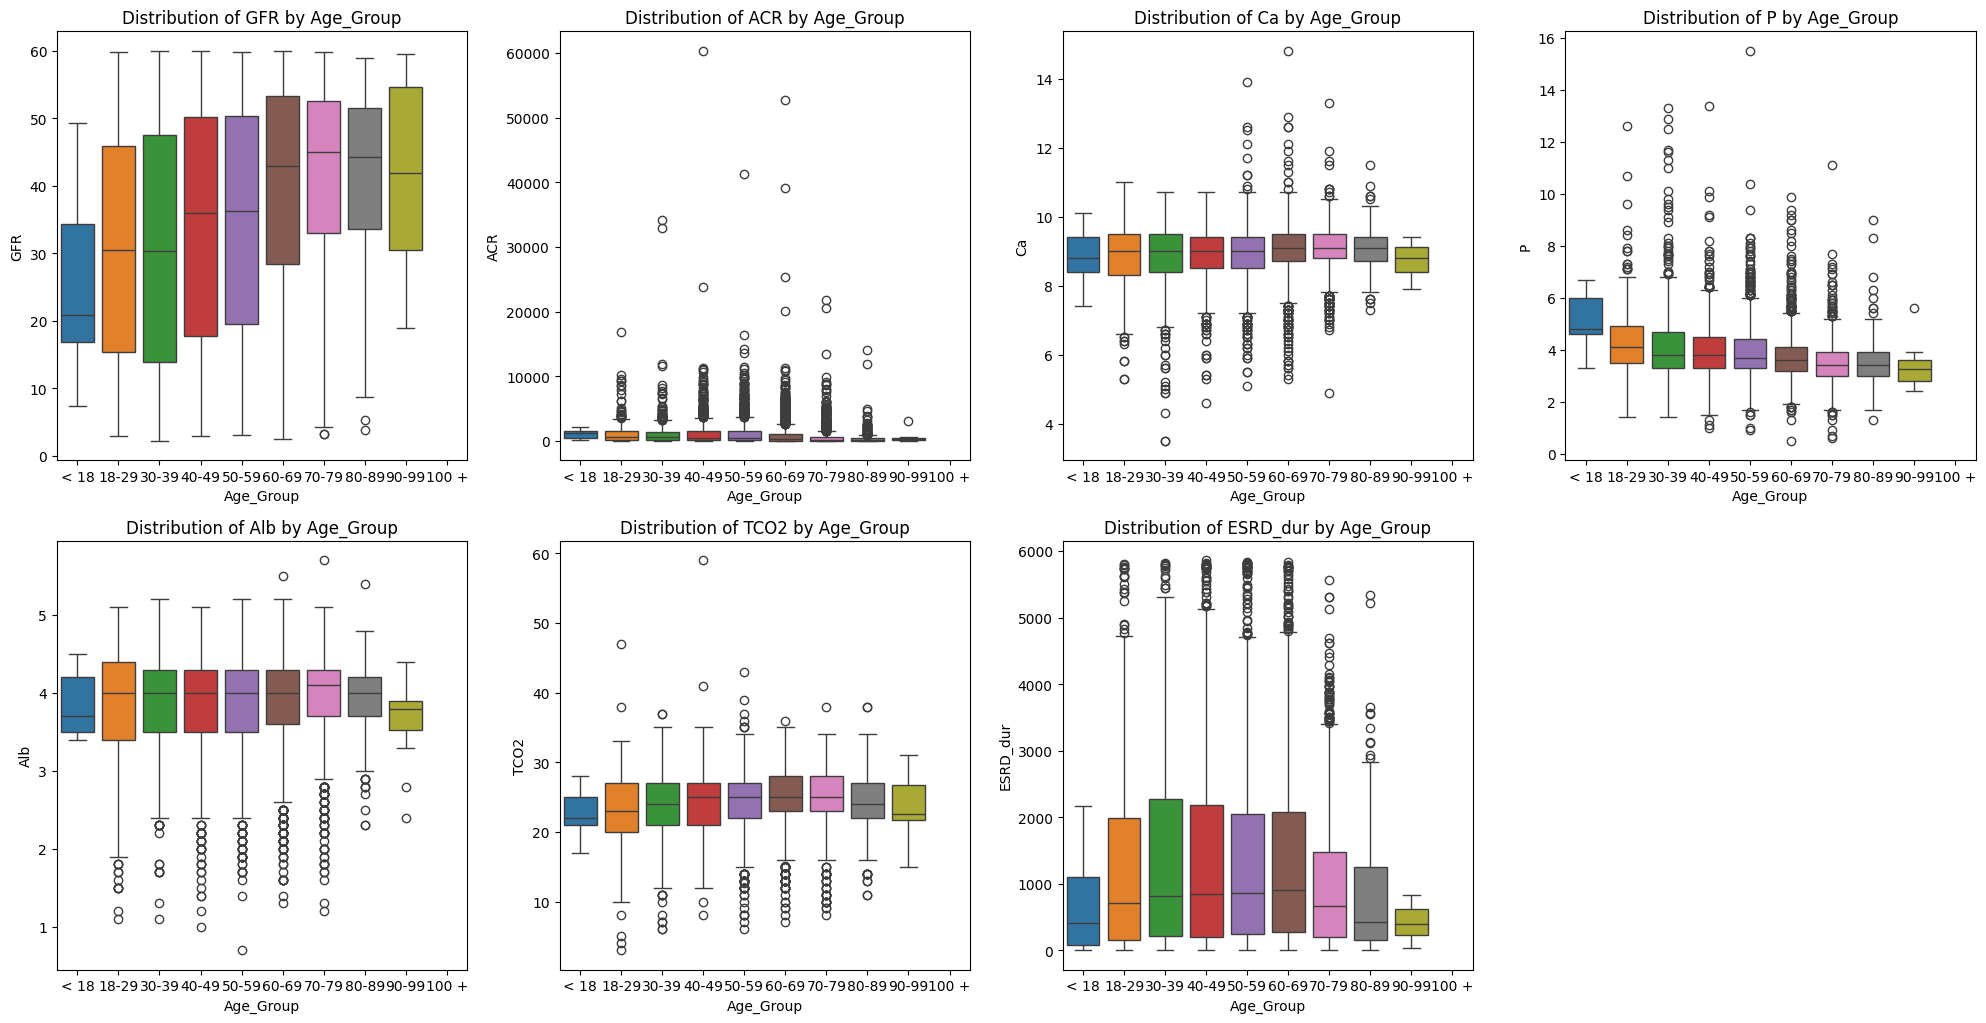 Distribution of GFR by Age_Group
GFR
60
50
40
30
20
10
0
< 18 18-29 30-39 40-49 50-59 60-69 70-79 80-89 90-99 100 +
Age_Group
Distribution of ACR by Age_Group
ACR
60000
50000
40000
30000
20000
10000
0
< 18 18-29 30-39 40-49 50-59 60-69 70-79 80-89 90-99 100 +
Age_Group
Distribution of Ca by Age_Group
Ca
14
12
10
8
6
4
< 18 18-29 30-39 40-49 50-59 60-69 70-79 80-89 90-99 100 +
Age_Group
Distribution of P by Age_Group
P
16
14
12
10
8
6
4
2
0
< 18 18-29 30-39 40-49 50-59 60-69 70-79 80-89 90-99 100 +
Age_Group
Distribution of Alb by Age_Group
Alb
5
4
3
2
1
< 18 18-29 30-39 40-49 50-59 60-69 70-79 80-89 90-99 100 +
Age_Group
Distribution of TCO2 by Age_Group
TCO2
60
50
40
30
20
10
< 18 18-29 30-39 40-49 50-59 60-69 70-79 80-89 90-99 100 +
Age_Group
Distribution of ESRD_dur by Age_Group
ESRD_dur
6000
5000
4000
3000
2000
1000
0
< 18 18-29 30-39 40-49 50-59 60-69 70-79 80-89 90-99 100 +
Age_Group